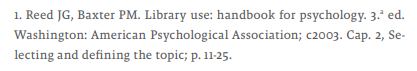 1. Reed JG, Baxter PM. Library use: handbook for psychology. 3.ª ed.
Washington: American Psychological Association; c2003. Cap. 2, Se-
lecting and defining the topic; p. 11-25.